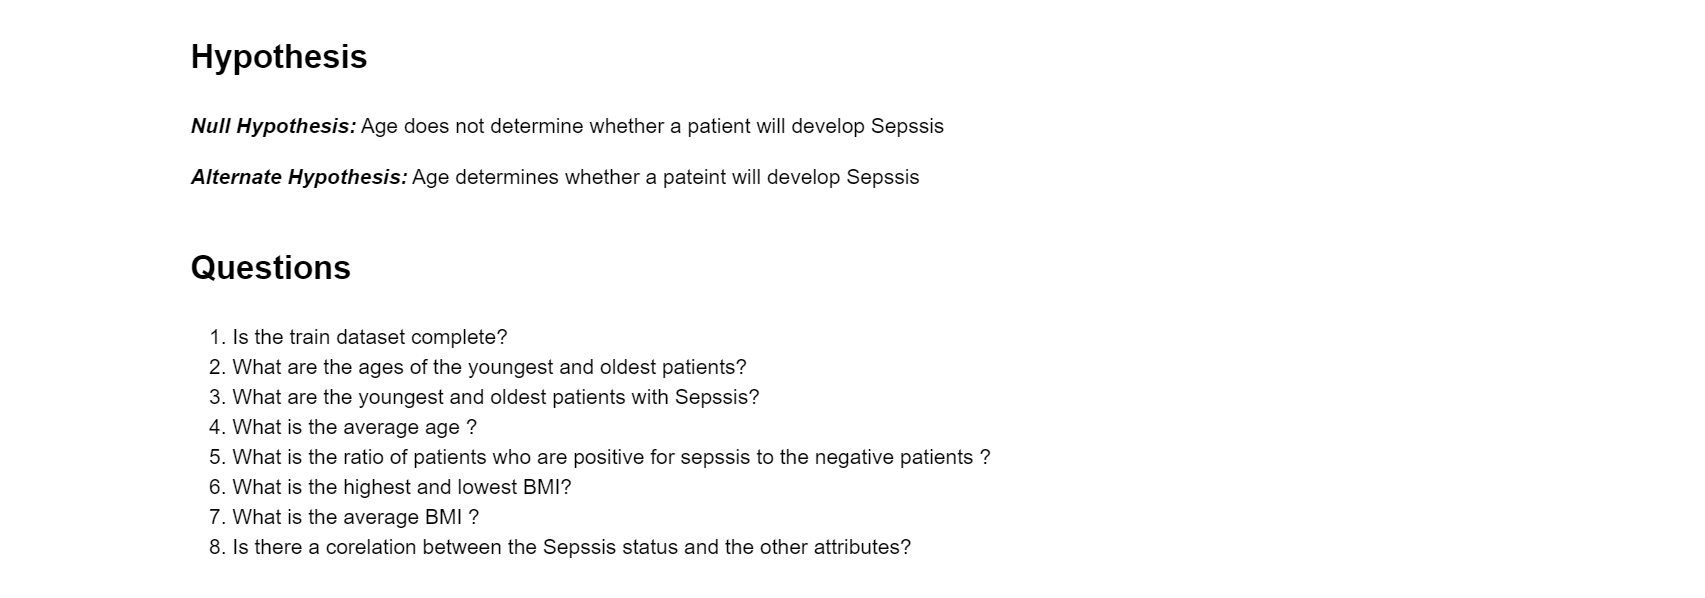 Hypothesis
Null Hypothesis: Age does not determine whether a patient will develop Sepssis
Alternate Hypothesis: Age determines whether a pateint will develop Sepssis
Questions
1. Is the train dataset complete?
2. What are the ages of the youngest and oldest patients?
3. What are the youngest and oldest patients with Sepssis?
4. What is the average age ?
5. What is the ratio of patients who are positive for sepssis to the negative patients ?
6. What is the highest and lowest BMI?
7. What is the average BMI ?
8. Is there a corelation between the Sepssis status and the other attributes?